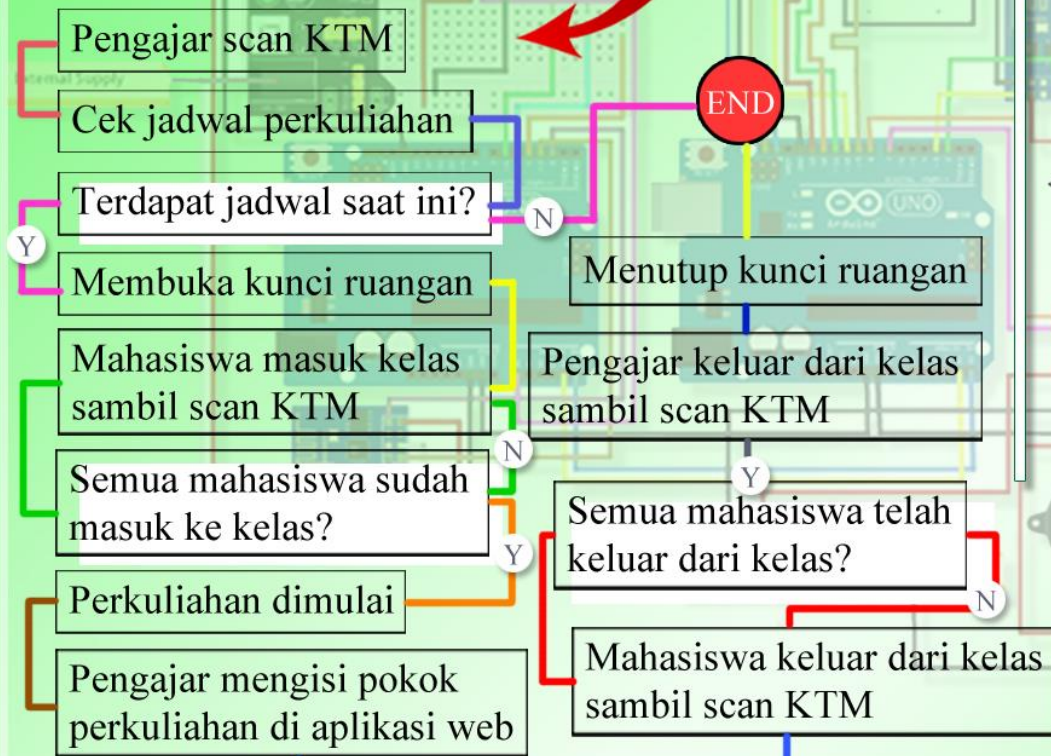 Pengajar scan KTM
External Supply
Cek jadwal perkuliahan
Terdapat jadwal saat ini?
N
Y
Membuka kunci ruangan
Mahasiswa masuk kelas
sambil scan KTM
N
Semua mahasiswa sudah
masuk ke kelas?
Y
Perkuliahan dimulai
Pengajar mengisi pokok
perkuliahan di aplikasi web
END
UNO
Menutup kunci ruangan
Pengajar keluar dari kelas
sambil scan KTM
Y
Semua mahasiswa telah
keluar dari kelas?
N
Mahasiswa keluar dari kelas
sambil scan KTM